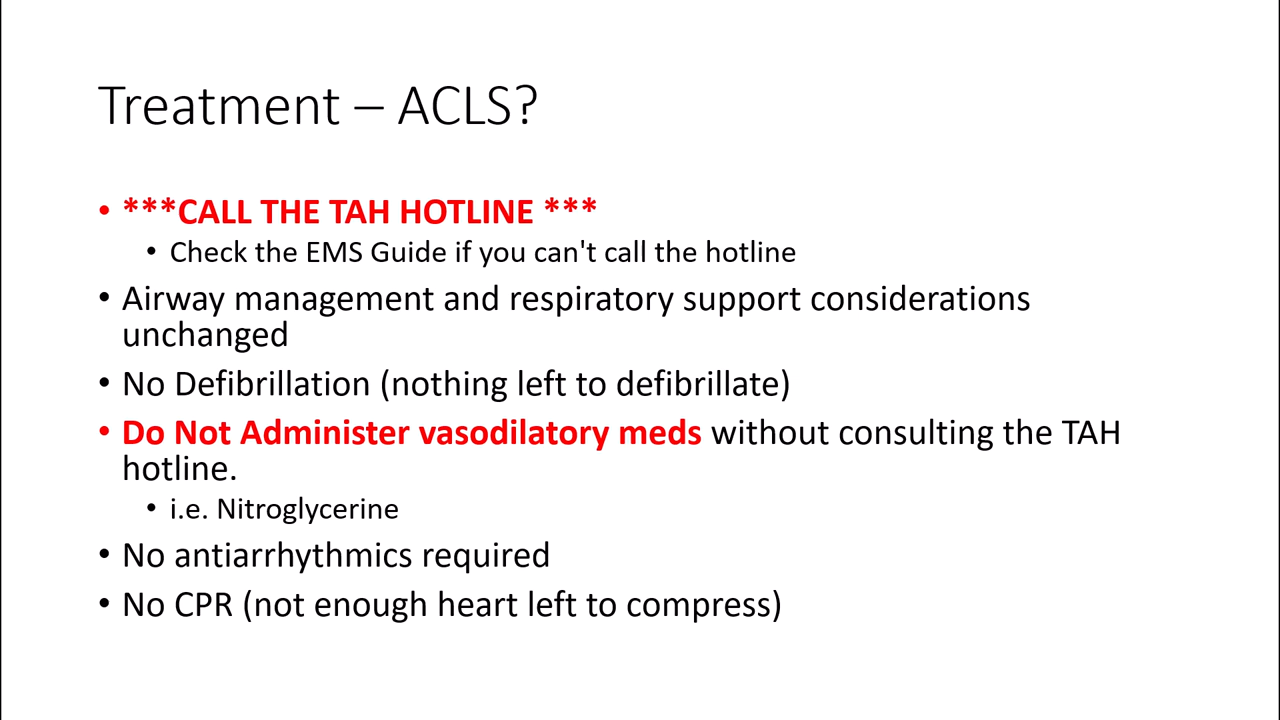 Treatment – ACLS?
• ***CALL THE TAH HOTLINE ***
• Check the EMS Guide if you can't call the hotline
• Airway management and respiratory support considerations
unchanged
• No Defibrillation (nothing left to defibrillate)
• Do Not Administer vasodilatory meds without consulting the TAH
hotline.
• i.e. Nitroglycerine
• No antiarrhythmics required
• No CPR (not enough heart left to compress)